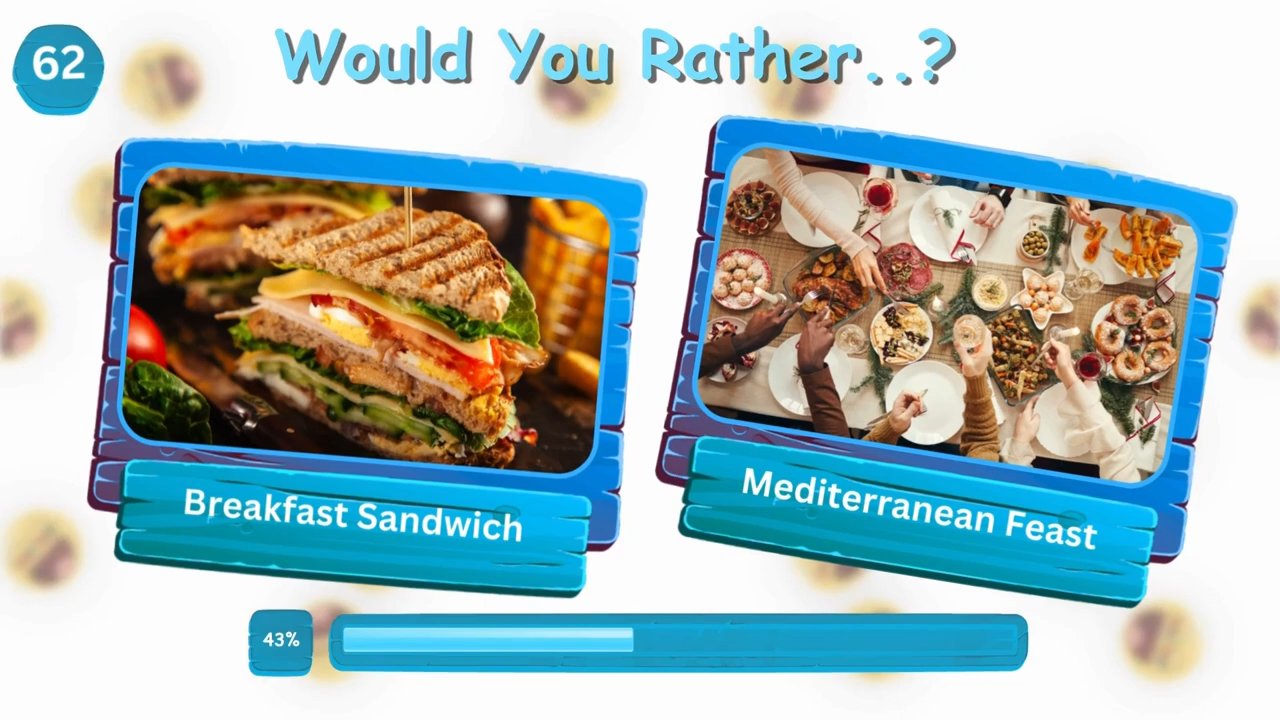 62
Would You Rather..?
Breakfast Sandwich
Mediterranean Feast
43%